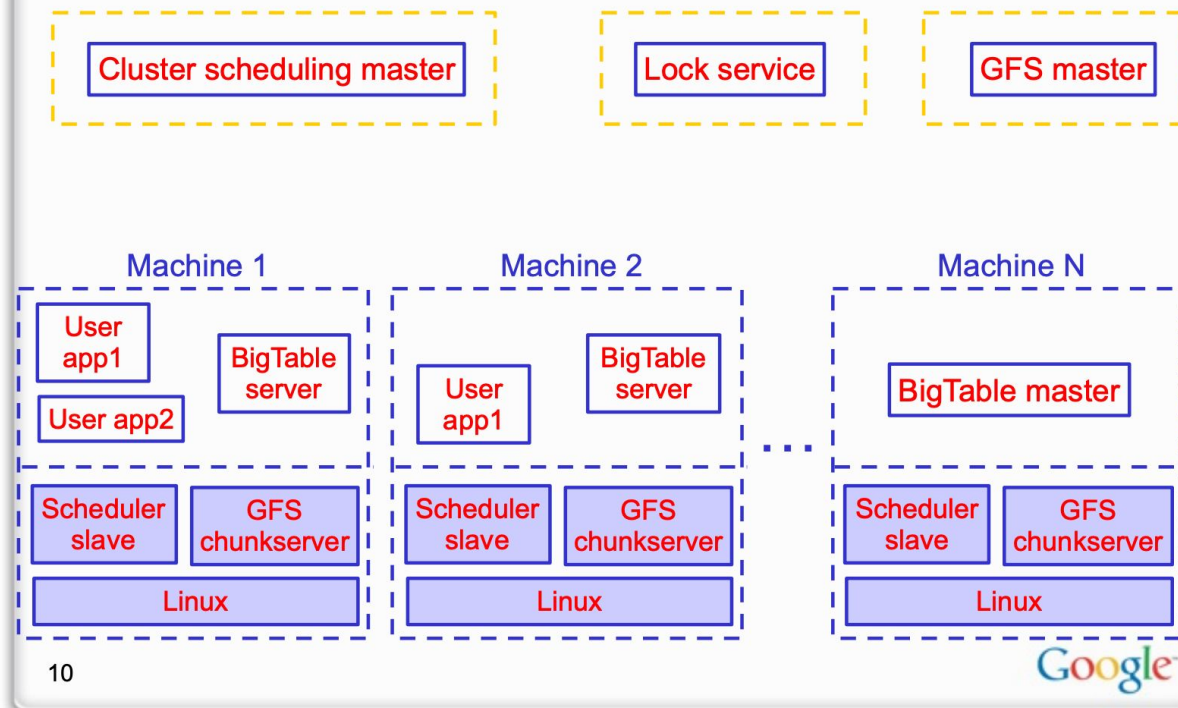 Cluster scheduling master
Lock service
GFS master
Machine 1
User
app1
User app2
BigTable
server
Scheduler
slave
GFS
chunkserver
Linux
Machine 2
User
app1
BigTable
server
Scheduler
slave
GFS
chunkserver
Linux
...
Machine N
BigTable master
Scheduler
slave
GFS
chunkserver
Linux
10
Google